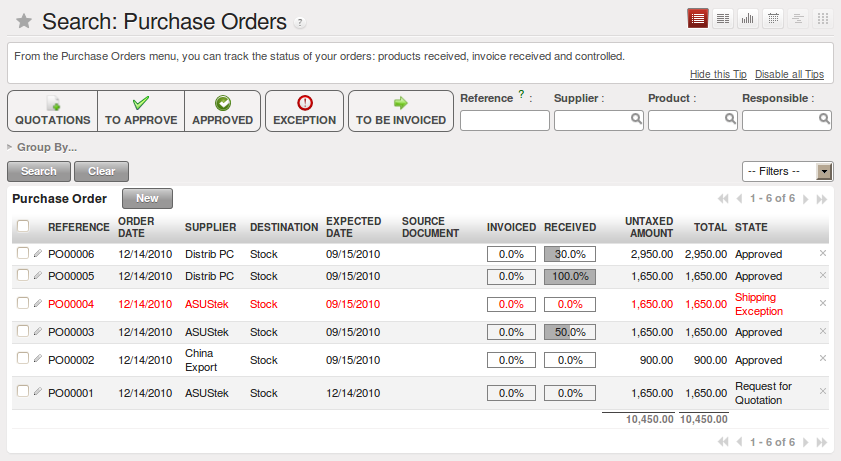 Search: Purchase Orders ?
From the Purchase Orders menu, you can track the status of your orders: products received, invoice received and controlled.
Hide this Tip Disable all Tips
QUOTATIONS TO APPROVE APPROVED EXCEPTION TO BE INVOICED
Reference ? : Supplier : Product : Responsible :
Group By...
Search Clear -- Filters --
Purchase Order New 1 - 6 of 6
REFERENCE ORDER DATE SUPPLIER DESTINATION EXPECTED DATE SOURCE DOCUMENT INVOICED RECEIVED UNTAXED AMOUNT TOTAL STATE
PO00006 12/14/2010 Distrib PC Stock 09/15/2010 0.0% 30.0% 2,950.00 2,950.00 Approved
PO00005 12/14/2010 Distrib PC Stock 09/15/2010 0.0% 100.0% 1,650.00 1,650.00 Approved
PO00004 12/14/2010 ASUStek Stock 09/15/2010 0.0% 0.0% 1,650.00 1,650.00 Shipping Exception
PO00003 12/14/2010 ASUStek Stock 09/15/2010 0.0% 50.0% 1,650.00 1,650.00 Approved
PO00002 12/14/2010 China Export Stock 09/15/2010 0.0% 0.0% 900.00 900.00 Approved
PO00001 12/14/2010 ASUStek Stock 12/14/2010 0.0% 0.0% 1,650.00 1,650.00 Request for Quotation
10,450.00 10,450.00
1 - 6 of 6